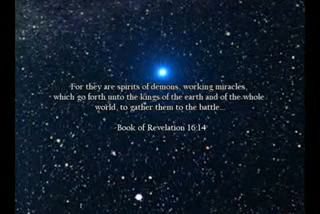 For they are spirits of demons, working miracles,
which go forth unto the kings of the earth and of the whole
world, to gather them to the battle...
-Book of Revelation 16:14